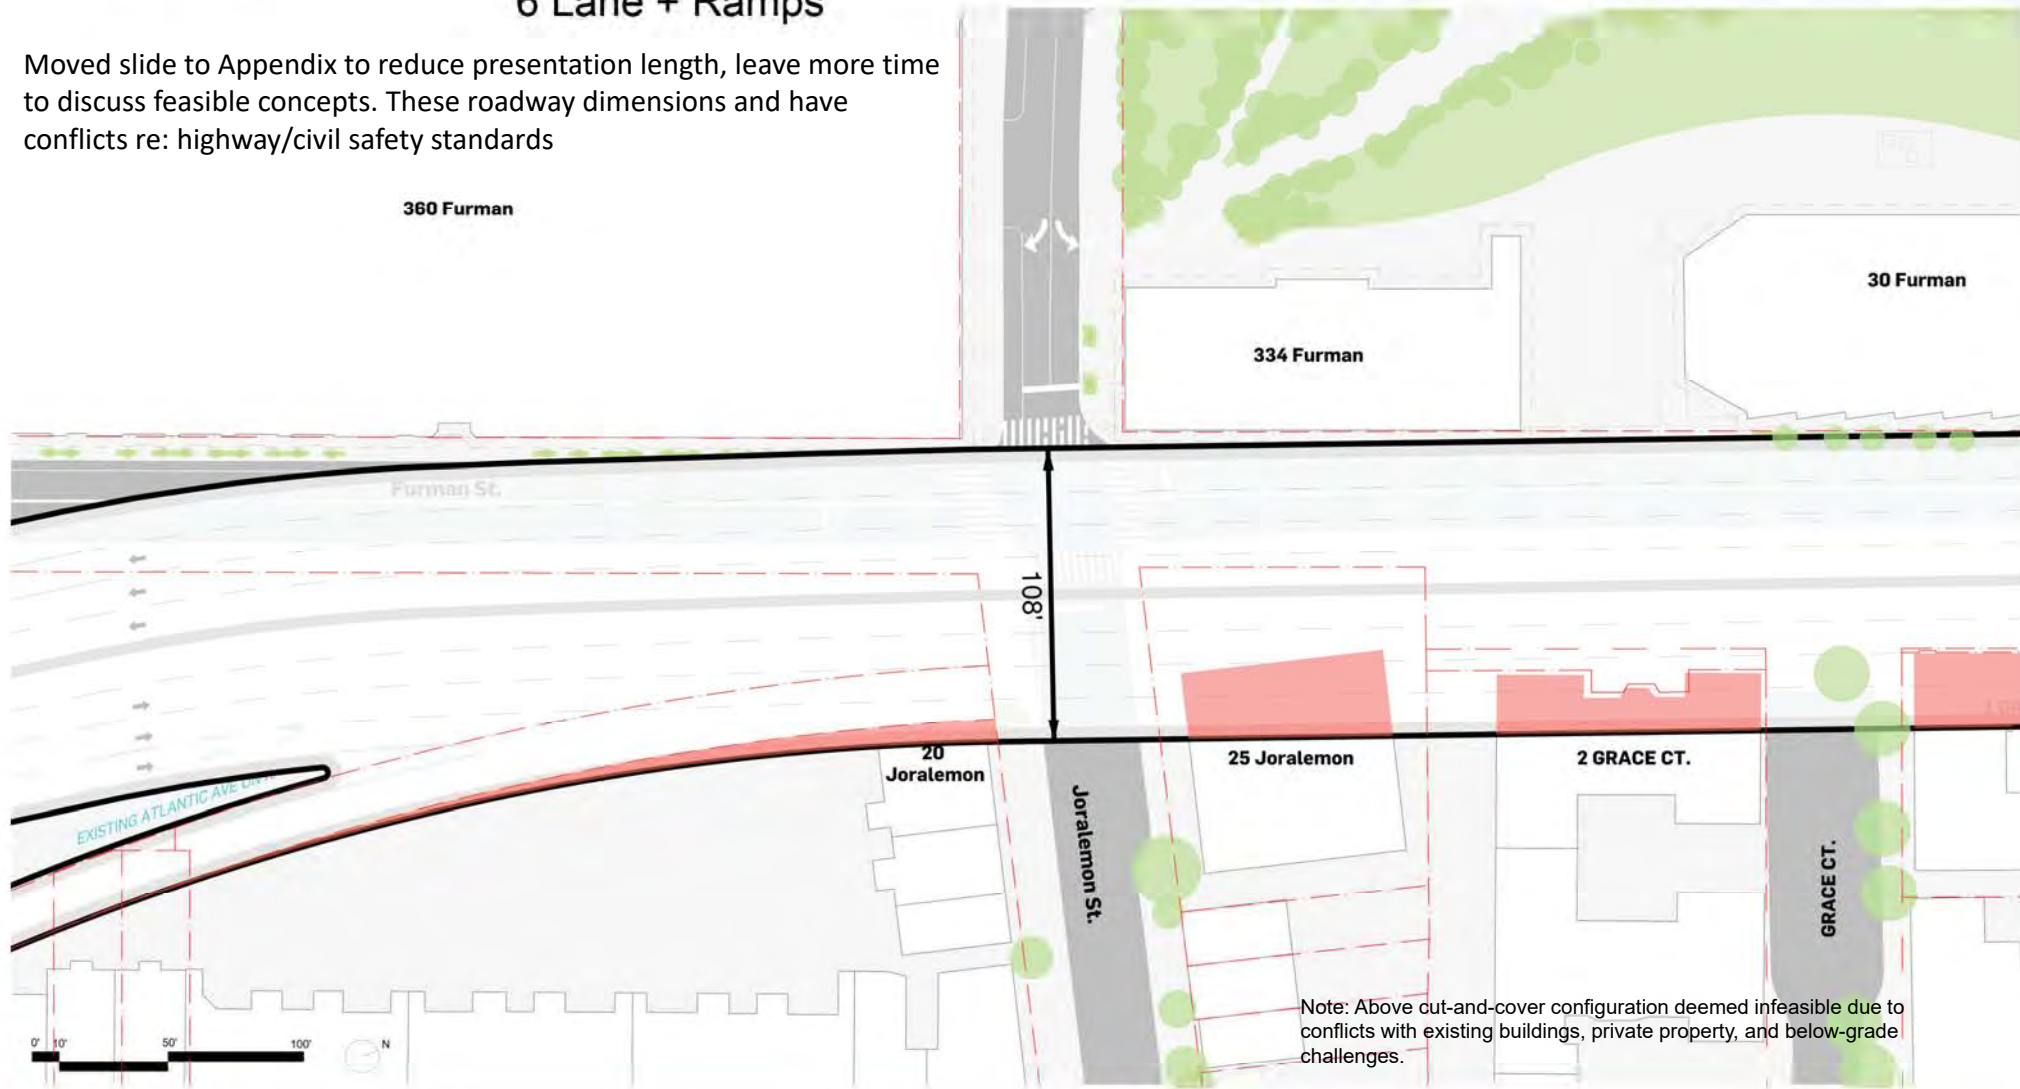 6 Lane + Ramps
Moved slide to Appendix to reduce presentation length, leave more time
to discuss feasible concepts. These roadway dimensions and have
conflicts re: highway/civil safety standards
360 Furman
30 Furman
334 Furman
Furman St.
108'
20
Joralemon
25 Joralemon
2 GRACE CT.
EXISTING ATLANTIC AVE ON
Joralemon St.
GRACE CT.
Note: Above cut-and-cover configuration deemed infeasible due to
conflicts with existing buildings, private property, and below-grade
challenges.
0' 10' 50' 100'
N